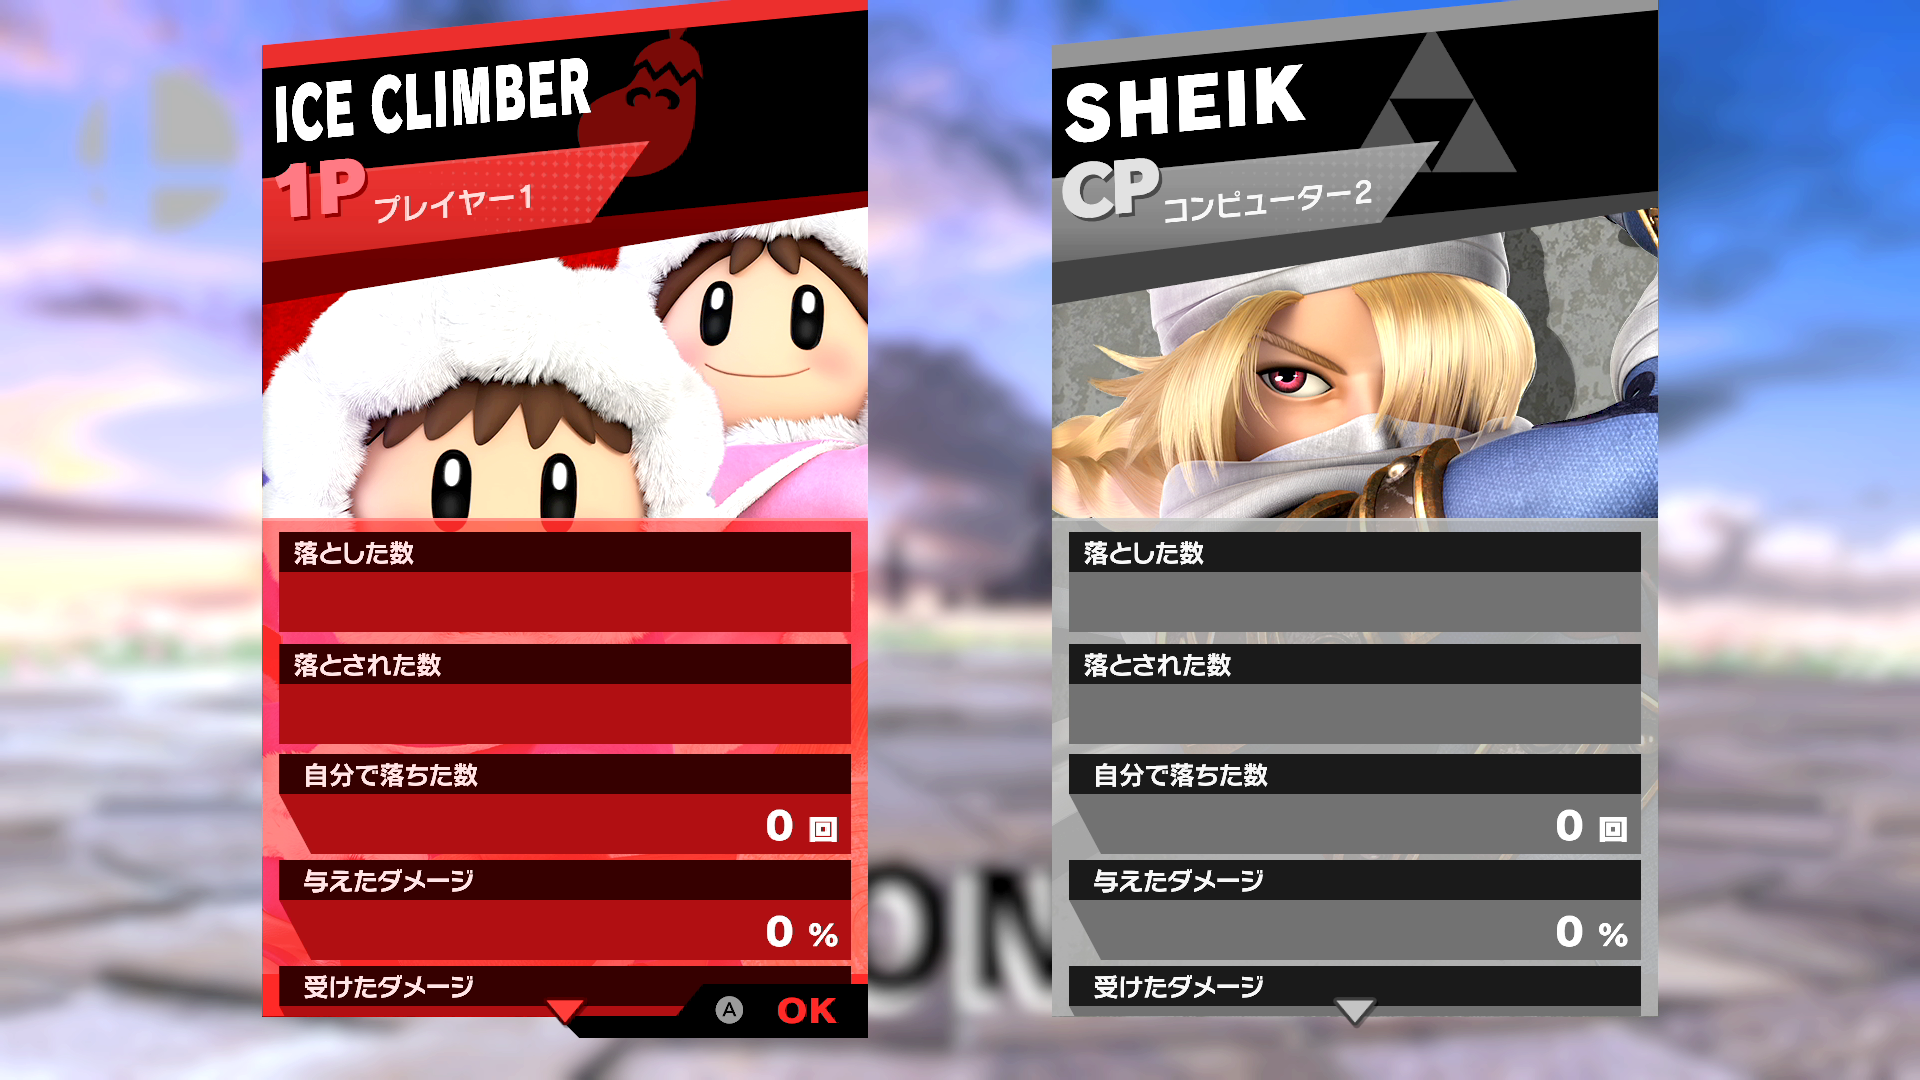 ICE CLIMBER
1P プレイヤー1
落とした数
落とされた数
自分で落ちた数
0 回
与えたダメージ
0 %
受けたダメージ
A OK
SHEIK
CP コンピューター2
落とした数
落とされた数
自分で落ちた数
0 回
与えたダメージ
0 %
受けたダメージ